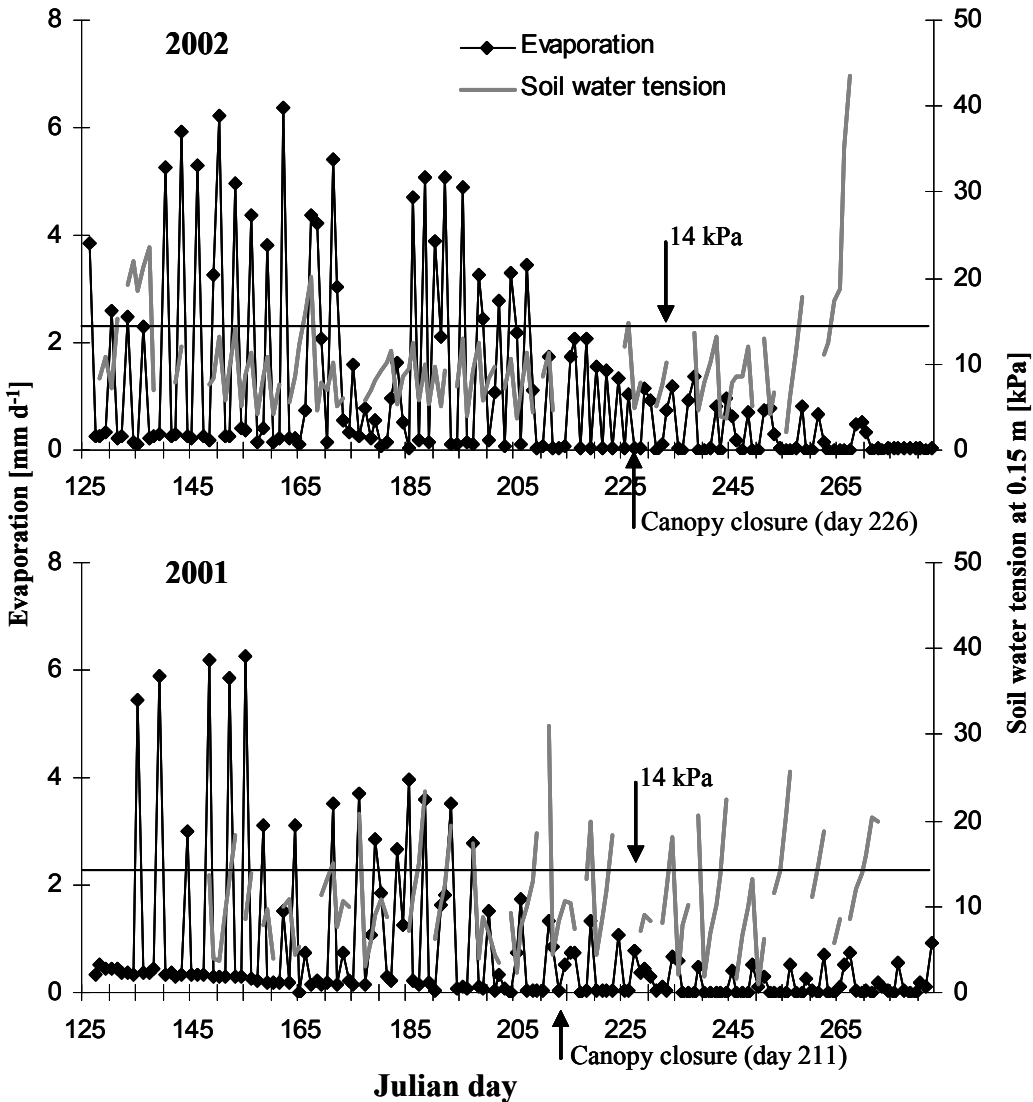 8
50
2002
Evaporation
Soil water tension
40
6
30
4
14 kPa
20
2
10
0
0
125 145 165 185 205 225 245 265
Canopy closure (day 226)
Evaporation [mm d-1]
Soil water tension at 0.15 m [kPa]
8
50
2001
40
6
30
4
14 kPa
20
2
10
0
0
125 145 165 185 205 225 245 265
Canopy closure (day 211)
Julian day